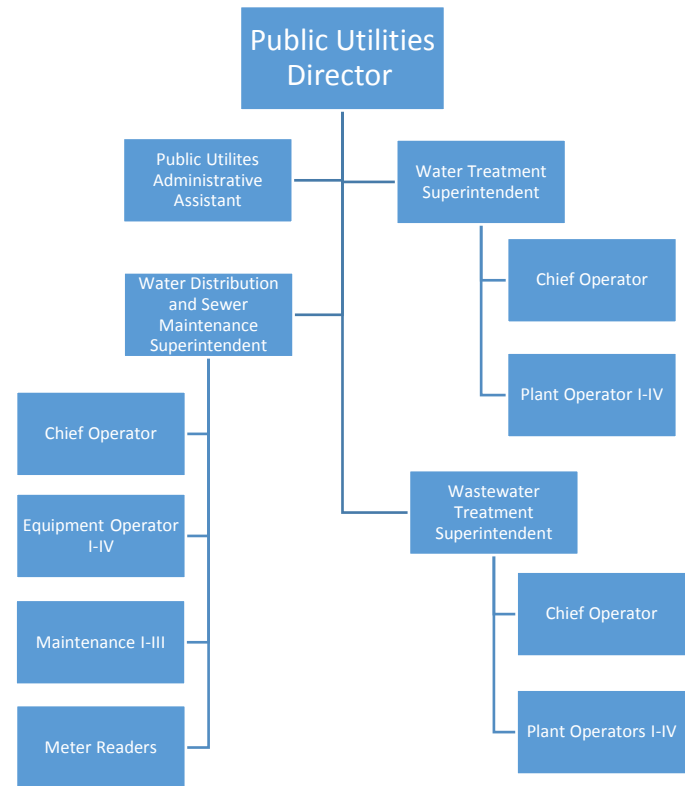 Public Utilities
Director
Public Utilites
Administrative
Assistant
Water Treatment
Superintendent
Chief Operator
Plant Operator I-IV
Water Distribution
and Sewer
Maintenance
Superintendent
Chief Operator
Equipment Operator
I-IV
Maintenance I-III
Meter Readers
Wastewater
Treatment
Superintendent
Chief Operator
Plant Operators I-IV